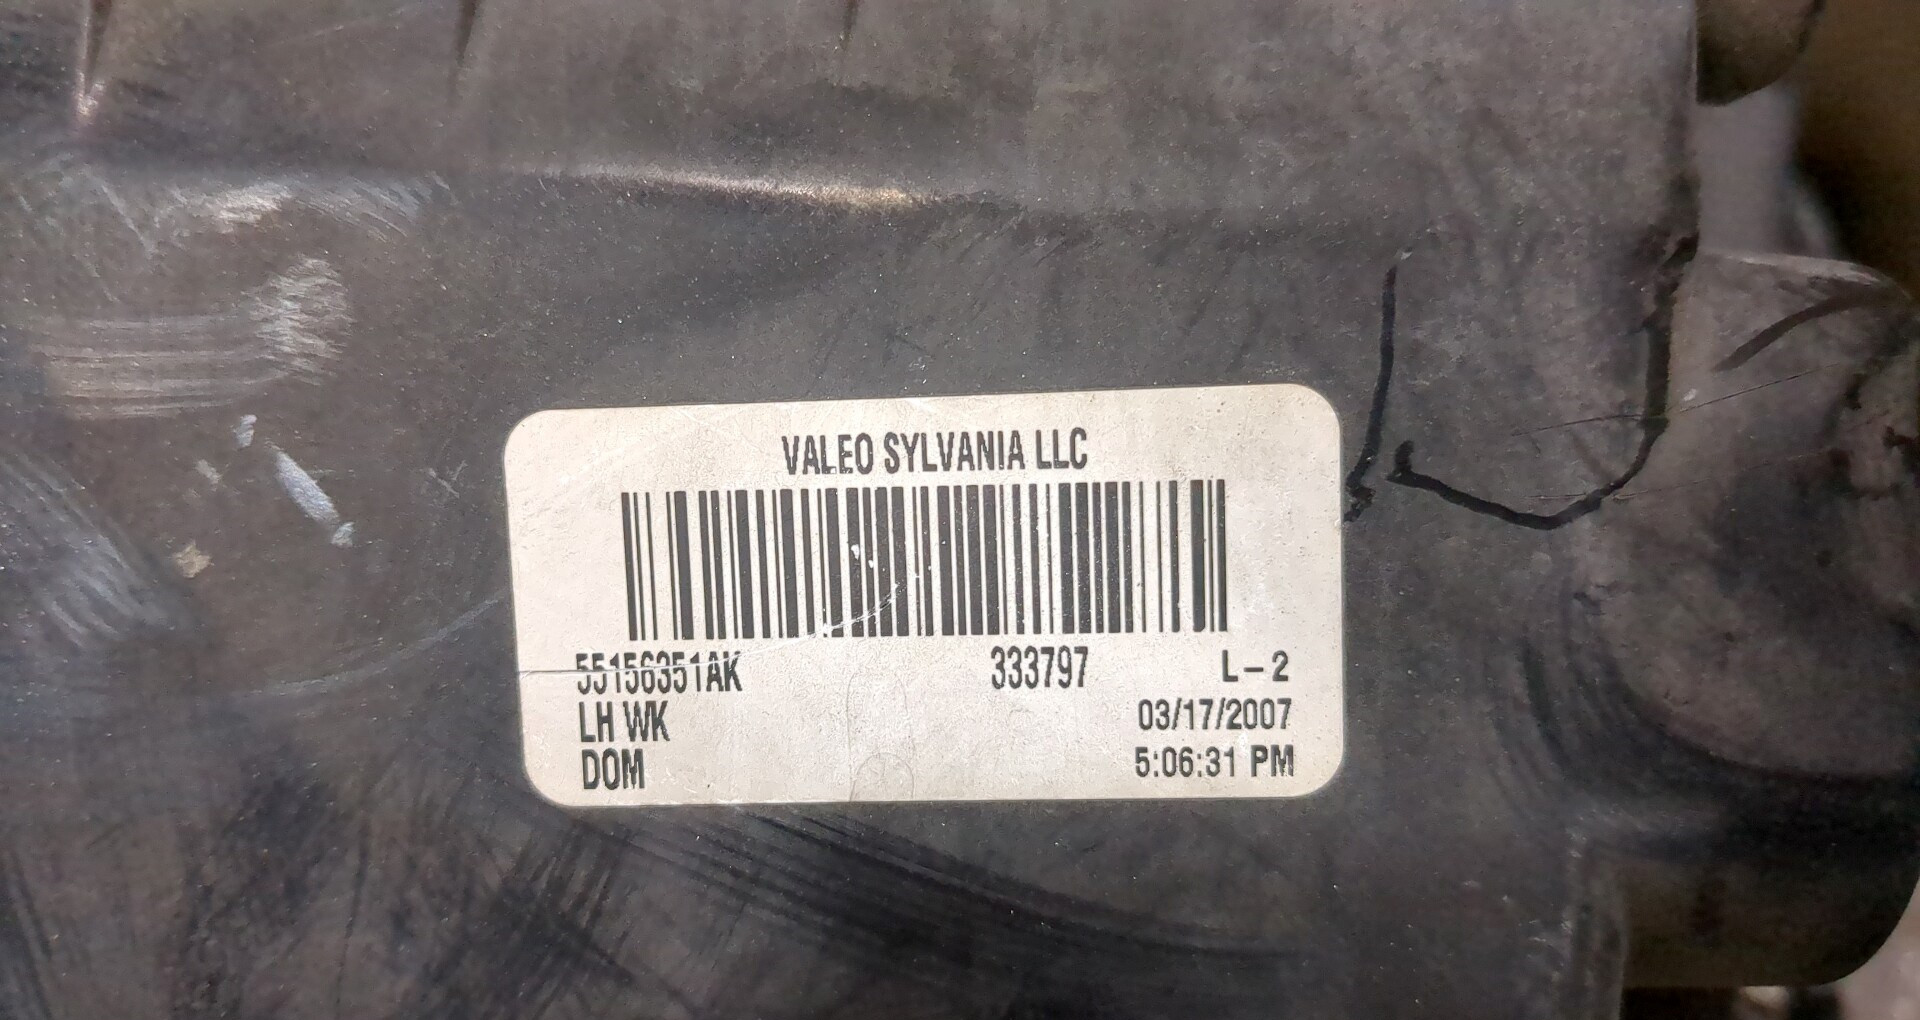 VALEO SYLVANIA LLC
55156351AK 333797 L-2
LH WK 03/17/2007
DOM 5:06:31 PM